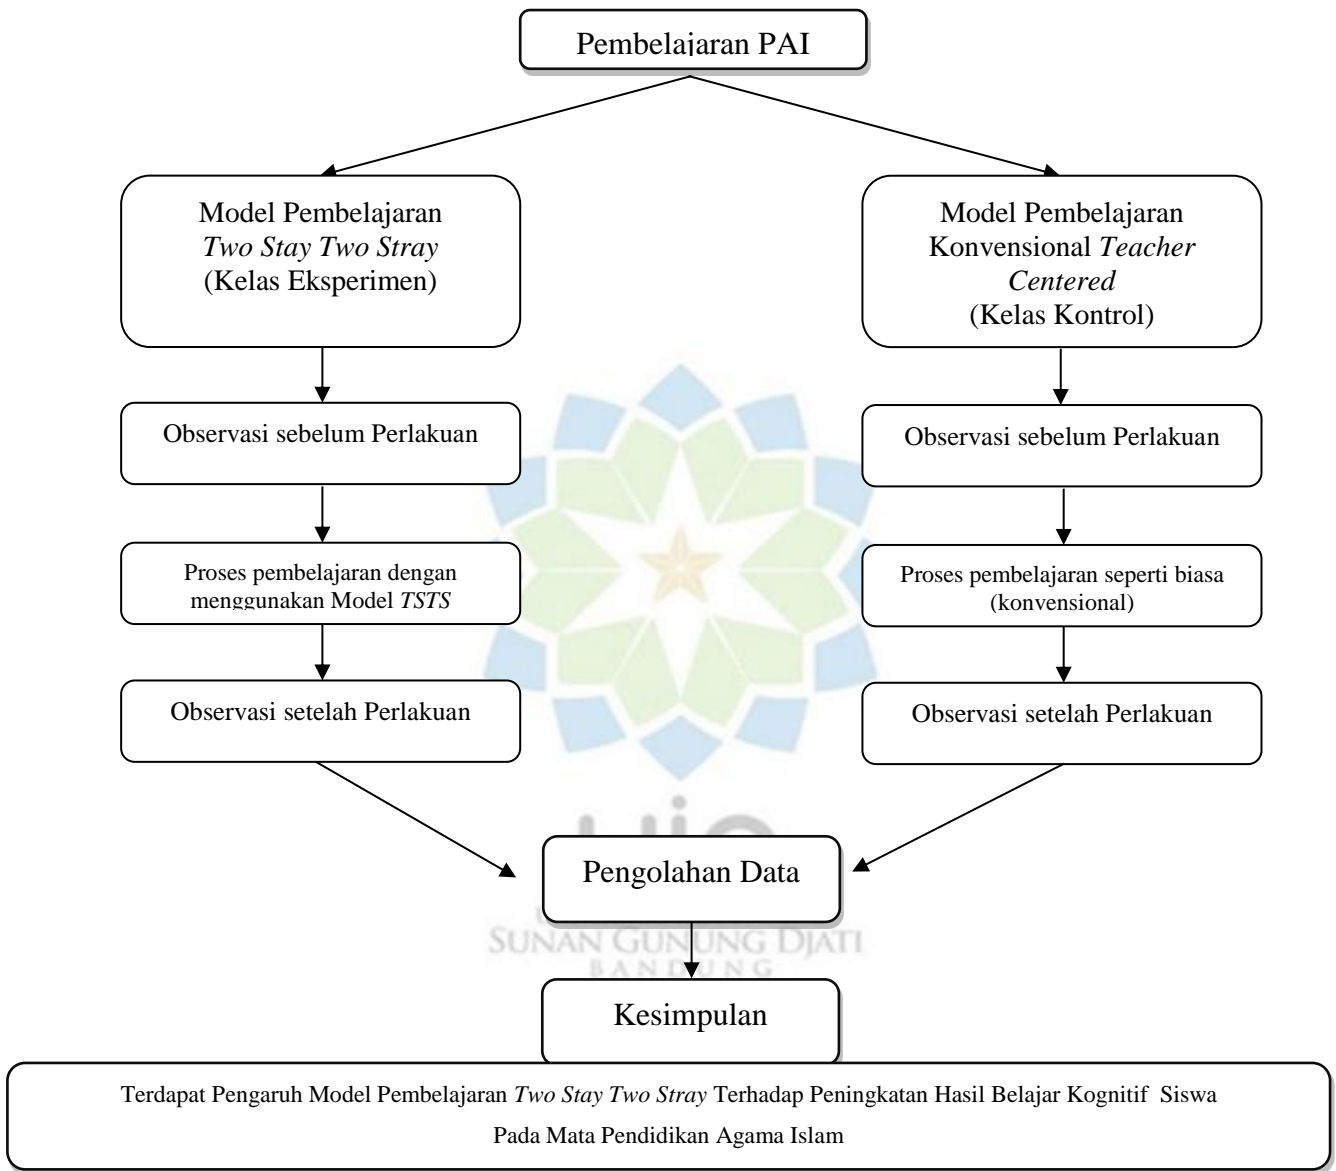 Pembelajaran PAI
Model Pembelajaran
Two Stay Two Stray
(Kelas Eksperimen)
Model Pembelajaran
Konvensional Teacher
Centered
(Kelas Kontrol)
Observasi sebelum Perlakuan
Observasi sebelum Perlakuan
Proses pembelajaran dengan
menggunakan Model TSTS
Proses pembelajaran seperti biasa
(konvensional)
Observasi setelah Perlakuan
Observasi setelah Perlakuan
Pengolahan Data
SUNAN GUNUNG DJATI
BANDUNG
Kesimpulan
Terdapat Pengaruh Model Pembelajaran Two Stay Two Stray Terhadap Peningkatan Hasil Belajar Kognitif Siswa
Pada Mata Pendidikan Agama Islam